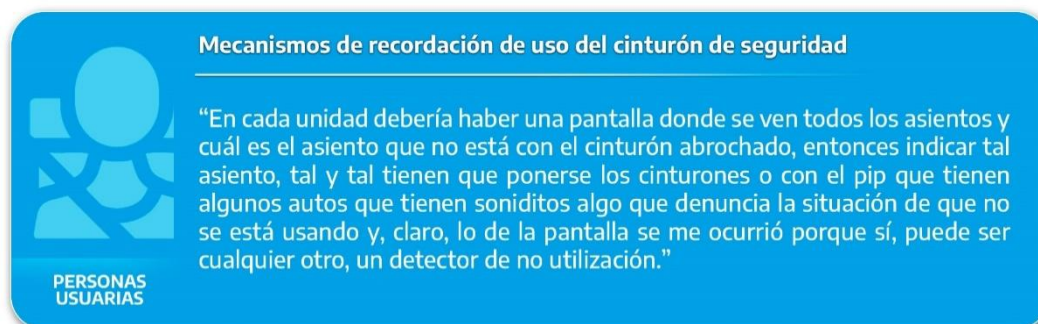 Mecanismos de recordación de uso del cinturón de seguridad
“En cada unidad debería haber una pantalla donde se ven todos los asientos y
cuál es el asiento que no está con el cinturón abrochado, entonces indicar tal
asiento, tal y tal tienen que ponerse los cinturones o con el pip que tienen
algunos autos que tienen soniditos algo que denuncia la situación de que no
se está usando y, claro, lo de la pantalla se me ocurrió porque sí, puede ser
cualquier otro, un detector de no utilización.”
PERSONAS
USUARIAS